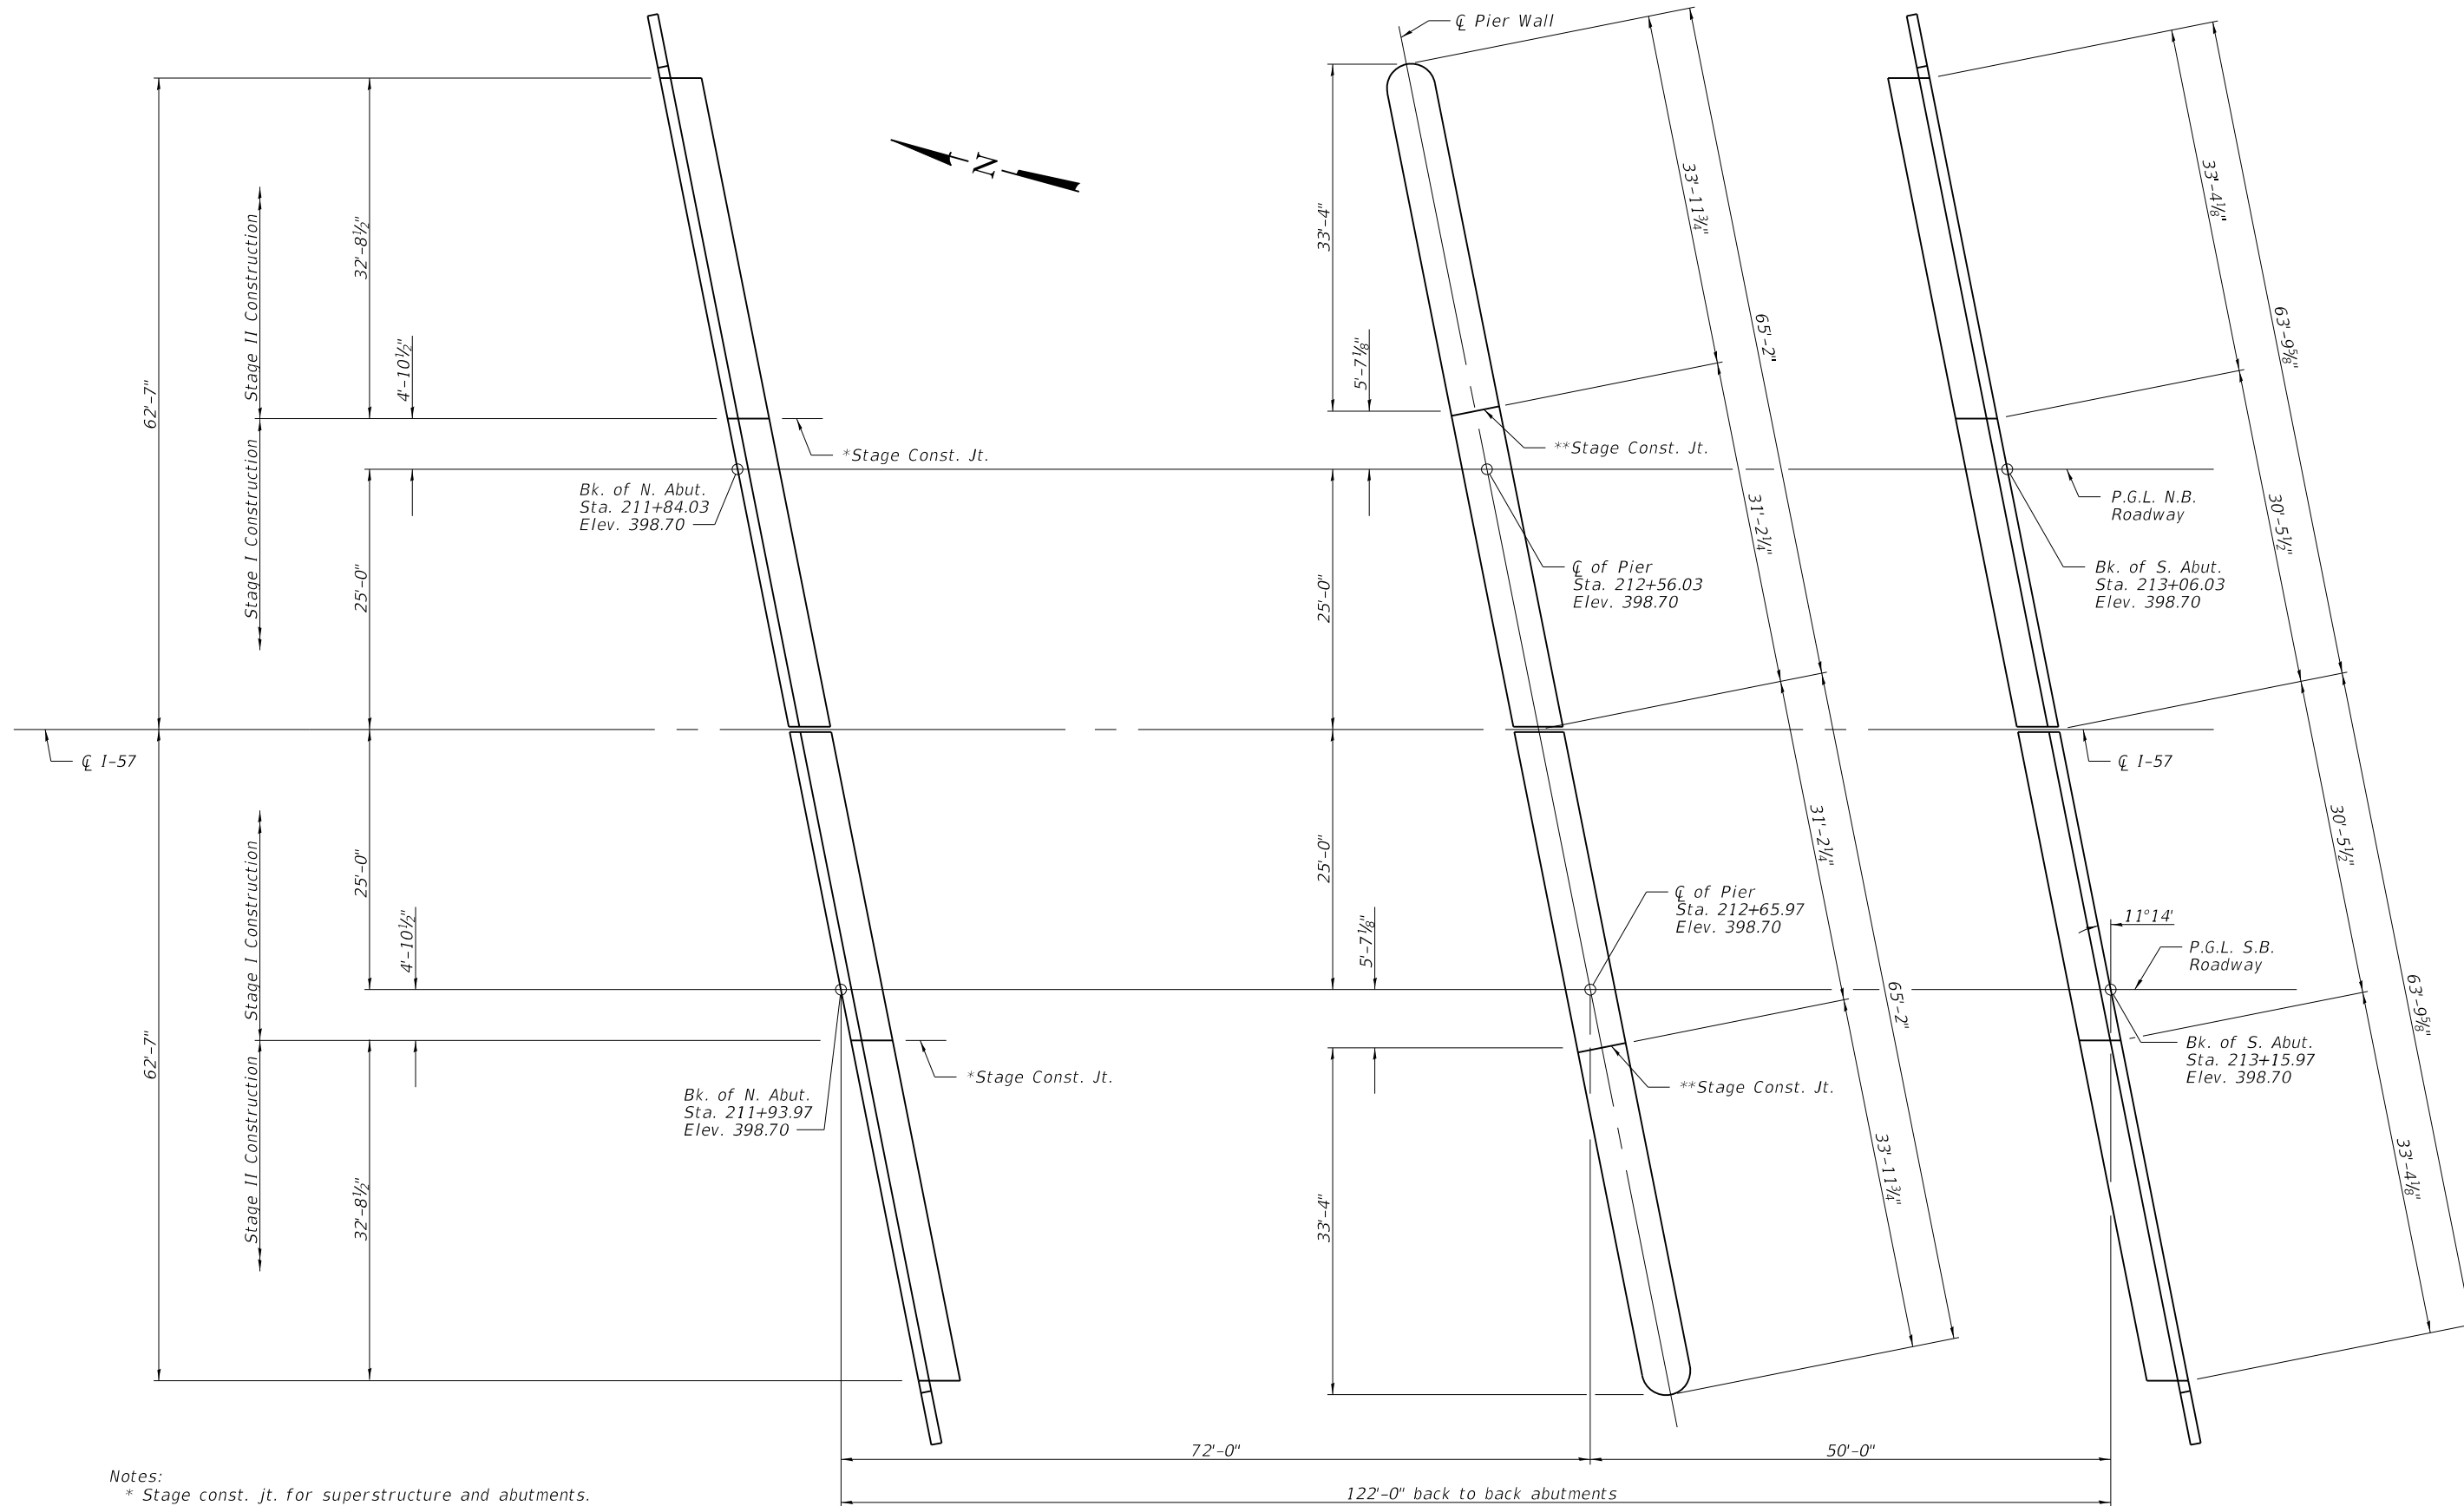 ℄ Pier Wall
N
33'-11¾"
33'-4⅛"
33'-4"
32'-8½"
Stage II Construction
4'-10½"
5'-7⅛"
65'-2"
63'-9⅝"
62'-7"
*Stage Const. Jt.
**Stage Const. Jt.
Bk. of N. Abut.
Sta. 211+84.03
Elev. 398.70
P.G.L. N.B.
Roadway
Stage I Construction
25'-0"
25'-0"
31'-2¼"
30'-5½"
℄ of Pier
Sta. 212+56.03
Elev. 398.70
Bk. of S. Abut.
Sta. 213+06.03
Elev. 398.70
℄ I-57
℄ I-57
Stage I Construction
25'-0"
25'-0"
31'-2¼"
30'-5½"
℄ of Pier
Sta. 212+65.97
Elev. 398.70
11°14'
P.G.L. S.B.
Roadway
4'-10½"
5'-7⅛"
65'-2"
63'-9⅝"
62'-7"
Bk. of S. Abut.
Sta. 213+15.97
Elev. 398.70
*Stage Const. Jt.
**Stage Const. Jt.
Bk. of N. Abut.
Sta. 211+93.97
Elev. 398.70
Stage II Construction
32'-8½"
33'-4"
33'-11¾"
33'-4⅛"
72'-0"
50'-0"
122'-0" back to back abutments
Notes:
* Stage const. jt. for superstructure and abutments.